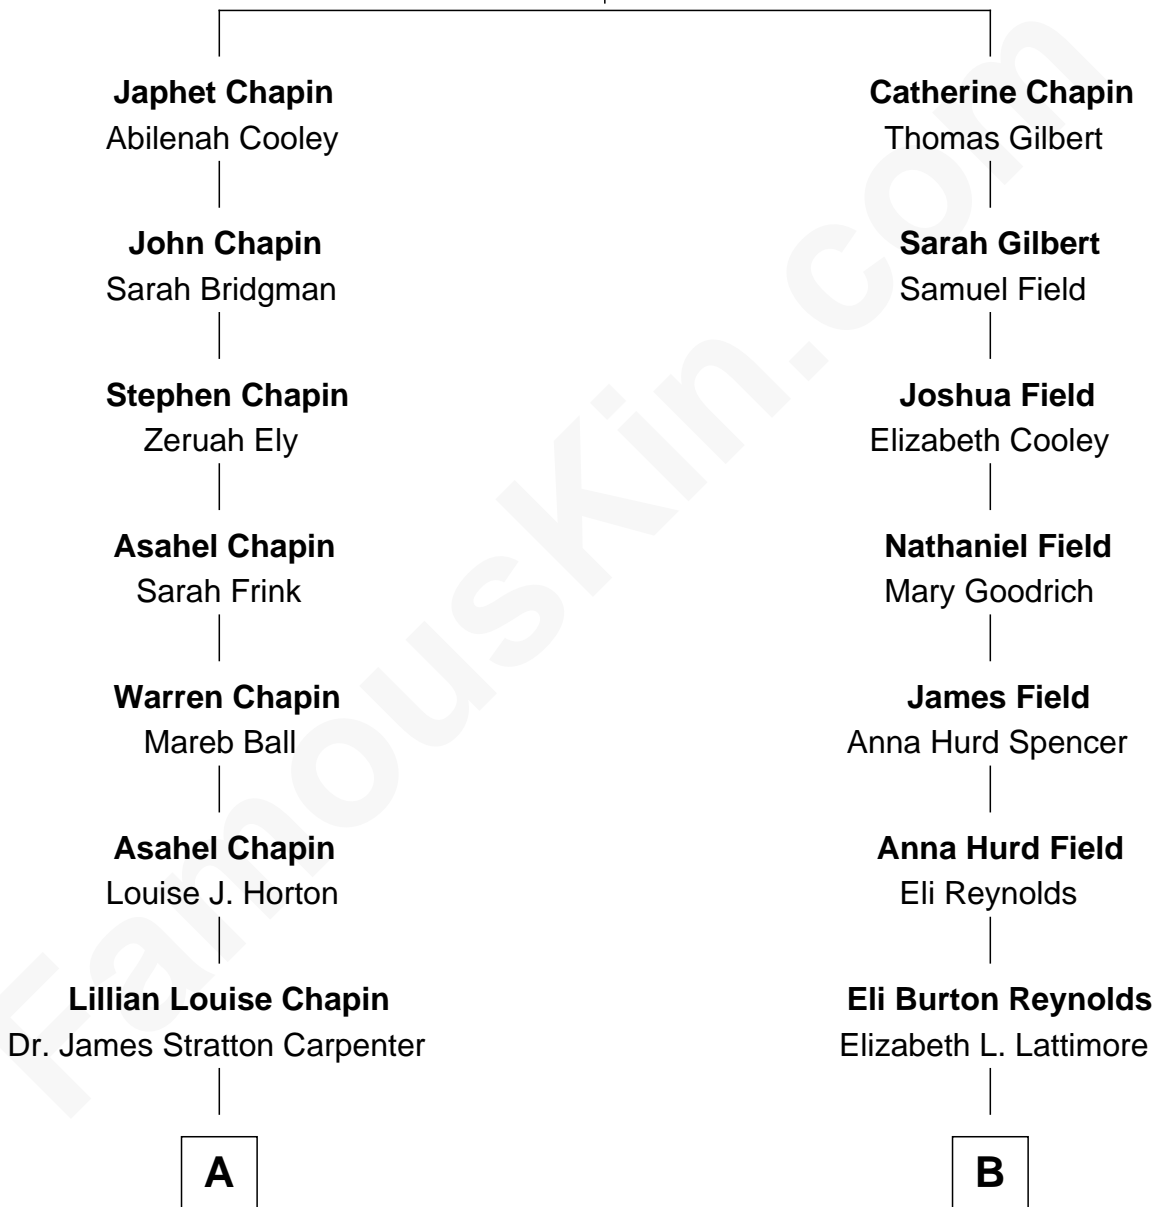 Japhet Chapin
Abilenah Cooley
John Chapin
Sarah Bridgman
Stephen Chapin
Zeruah Ely
Asahel Chapin
Sarah Frink
Warren Chapin
Mareb Ball
Asahel Chapin
Louise J. Horton
Lillian Louise Chapin
Dr. James Stratton Carpenter
A
Catherine Chapin
Thomas Gilbert
Sarah Gilbert
Samuel Field
Joshua Field
Elizabeth Cooley
Nathaniel Field
Mary Goodrich
James Field
Anna Hurd Spencer
Anna Hurd Field
Eli Reynolds
Eli Burton Reynolds
Elizabeth L. Lattimore
B
FamousKin.com